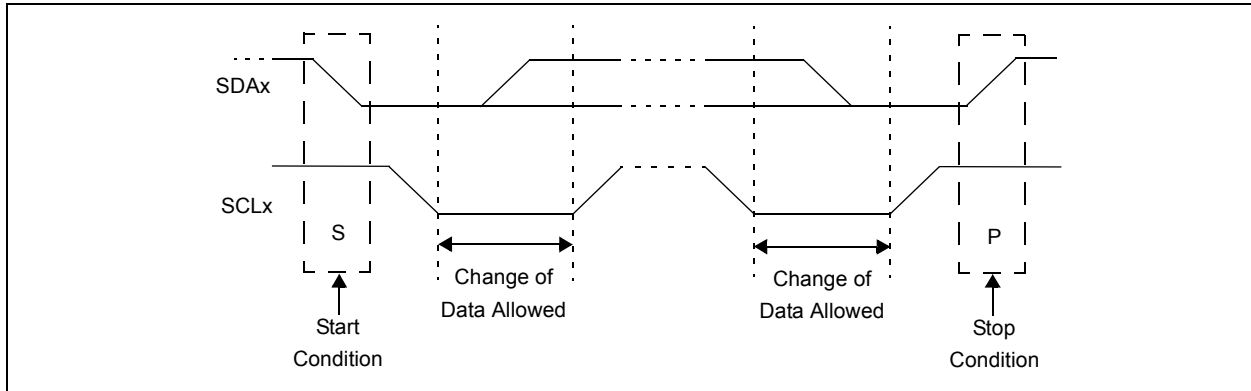 SDAx
SCLx
S
P
Change of
Data Allowed
Change of
Data Allowed
Start
Condition
Stop
Condition